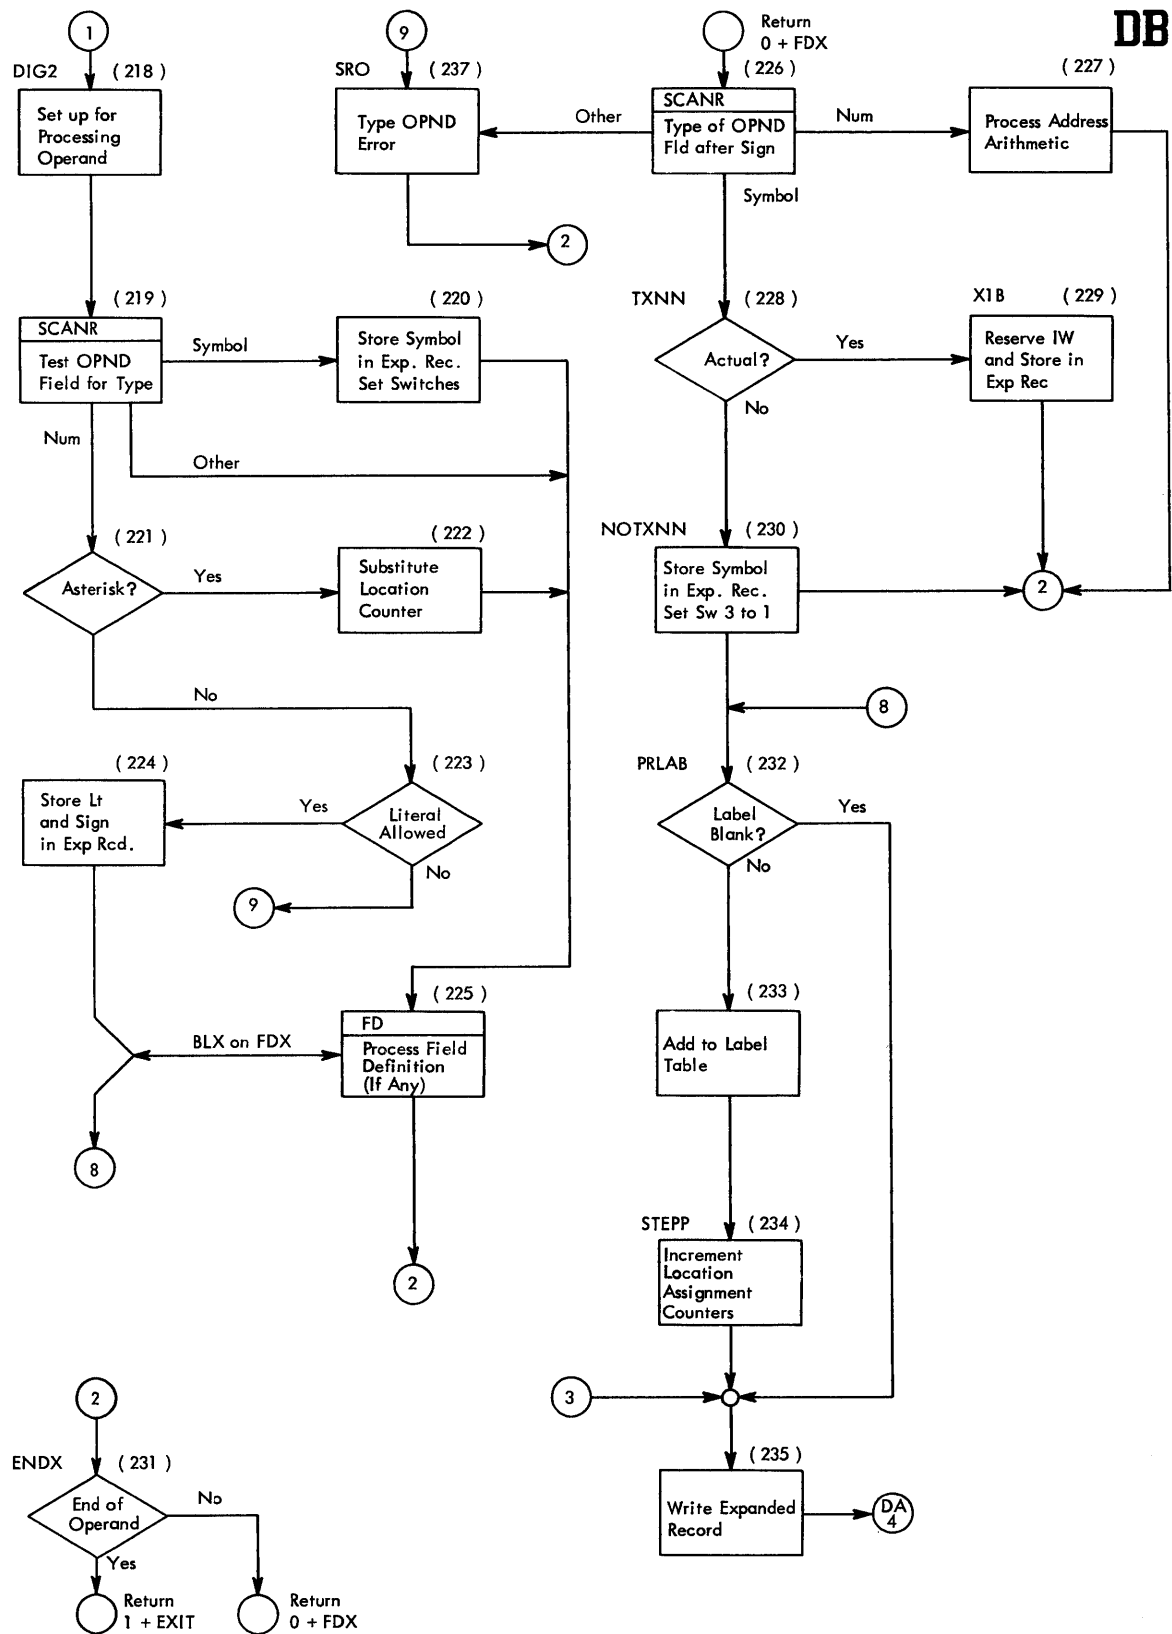 DB
1
DIG2
(218)
Set up for
Processing
Operand
9
SRO
(237)
Type OPND
Error
2
Return
0 + FDX
(226)
SCANR
Type of OPND
Fld after Sign
Other
Num
Symbol
(227)
Process Address
Arithmetic
(219)
SCANR
Test OPND
Field for Type
Symbol
Num
Other
(220)
Store Symbol
in Exp. Rec.
Set Switches
TXNN
(228)
Actual?
Yes
No
X1B
(229)
Reserve IW
and Store in
Exp Rec
(221)
Asterisk?
Yes
No
(222)
Substitute
Location
Counter
NOTXNN
(230)
Store Symbol
in Exp. Rec.
Set Sw 3 to 1
2
8
(224)
Store Lt
and Sign
in Exp Rcd.
(223)
Literal
Allowed
Yes
No
9
PRLAB
(232)
Label
Blank?
Yes
No
(225)
FD
Process Field
Definition
(If Any)
BLX on FDX
8
2
(233)
Add to Label
Table
STEPP
(234)
Increment
Location
Assignment
Counters
3
(235)
Write Expanded
Record
DA
4
2
ENDX
(231)
End of
Operand
No
Yes
Return
1 + EXIT
Return
0 + FDX